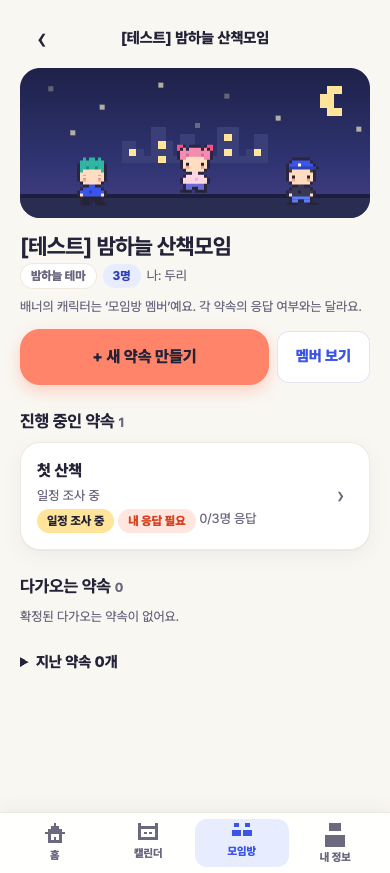 [테스트] 밤하늘 산책모임
[테스트] 밤하늘 산책모임
밤하늘 테마 3명 나: 두리
배너의 캐릭터는 ‘모임방 멤버’예요. 각 약속의 응답 여부와는 달라요.
+ 새 약속 만들기 멤버 보기
진행 중인 약속 1
첫 산책
일정 조사 중
일정 조사 중 내 응답 필요 0/3명 응답
다가오는 약속 0
확정된 다가오는 약속이 없어요.
지난 약속 0개
홈 캘린더 모임방 내 정보